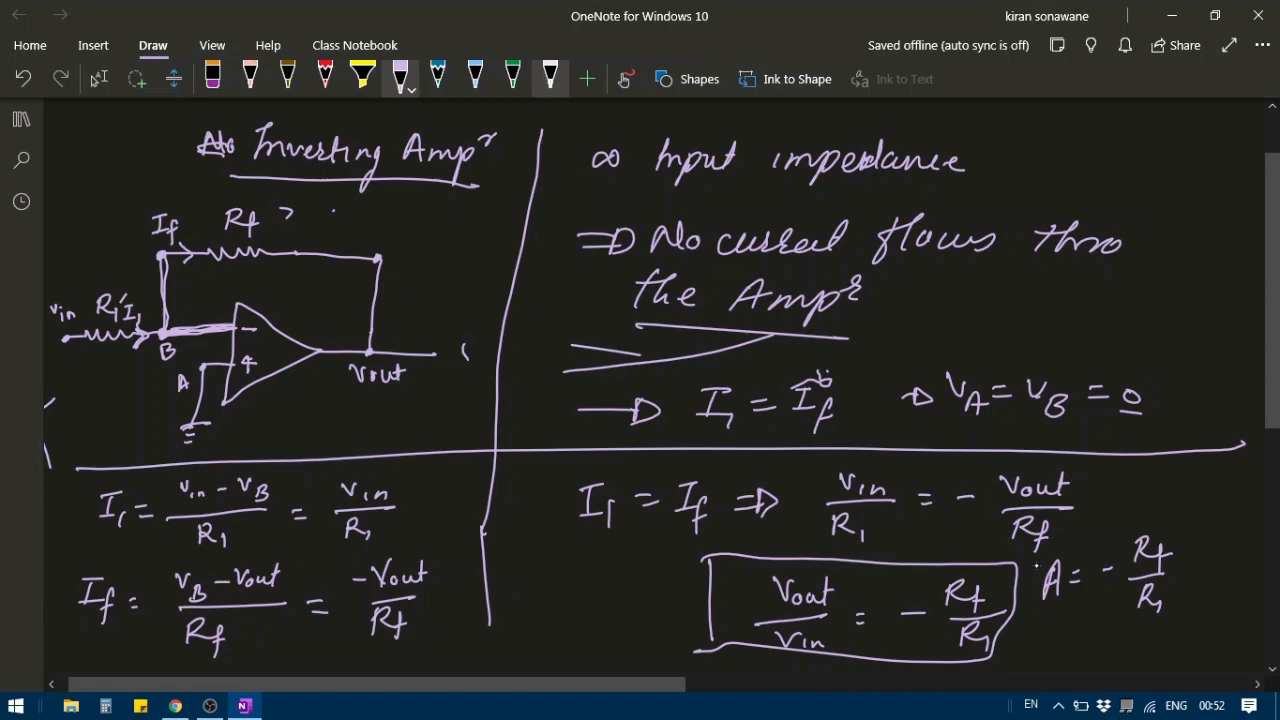 OneNote for Windows 10
kiran sonawane
Home Insert Draw View Help Class Notebook
Saved offline (auto sync is off)
Share
Shapes
Ink to Shape
Ink to Text
Inverting Ampr
If Rf
vin R1 I1
B
-
A +
Vout
∞ Input impedance
⇒ No current flows thro
the Ampr
→ I1 = If ⇒ VA = VB = 0
I1 = (vin - VB)/R1 = vin/R1
If = (VB - Vout)/Rf = -Vout/Rf
I1 = If ⇒ vin/R1 = - Vout/Rf
Vout/vin = - Rf/R1
A = - Rf/R1
EN
ENG
00:52